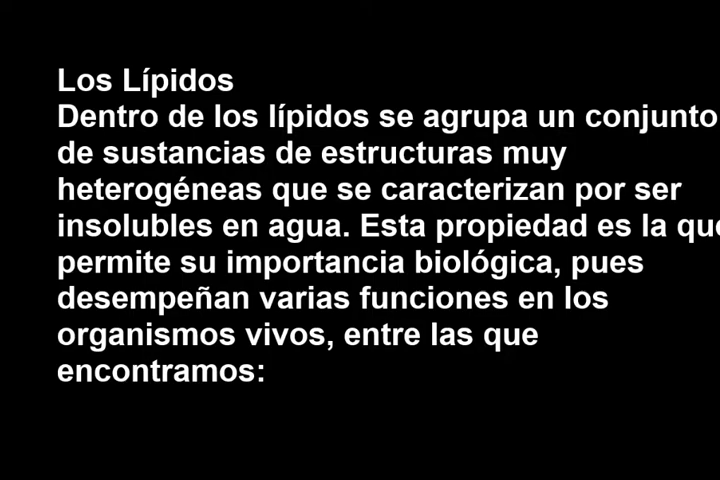 Los Lípidos
Dentro de los lípidos se agrupa un conjunto
de sustancias de estructuras muy
heterogéneas que se caracterizan por ser
insolubles en agua. Esta propiedad es la que
permite su importancia biológica, pues
desempeñan varias funciones en los
organismos vivos, entre las que
encontramos: